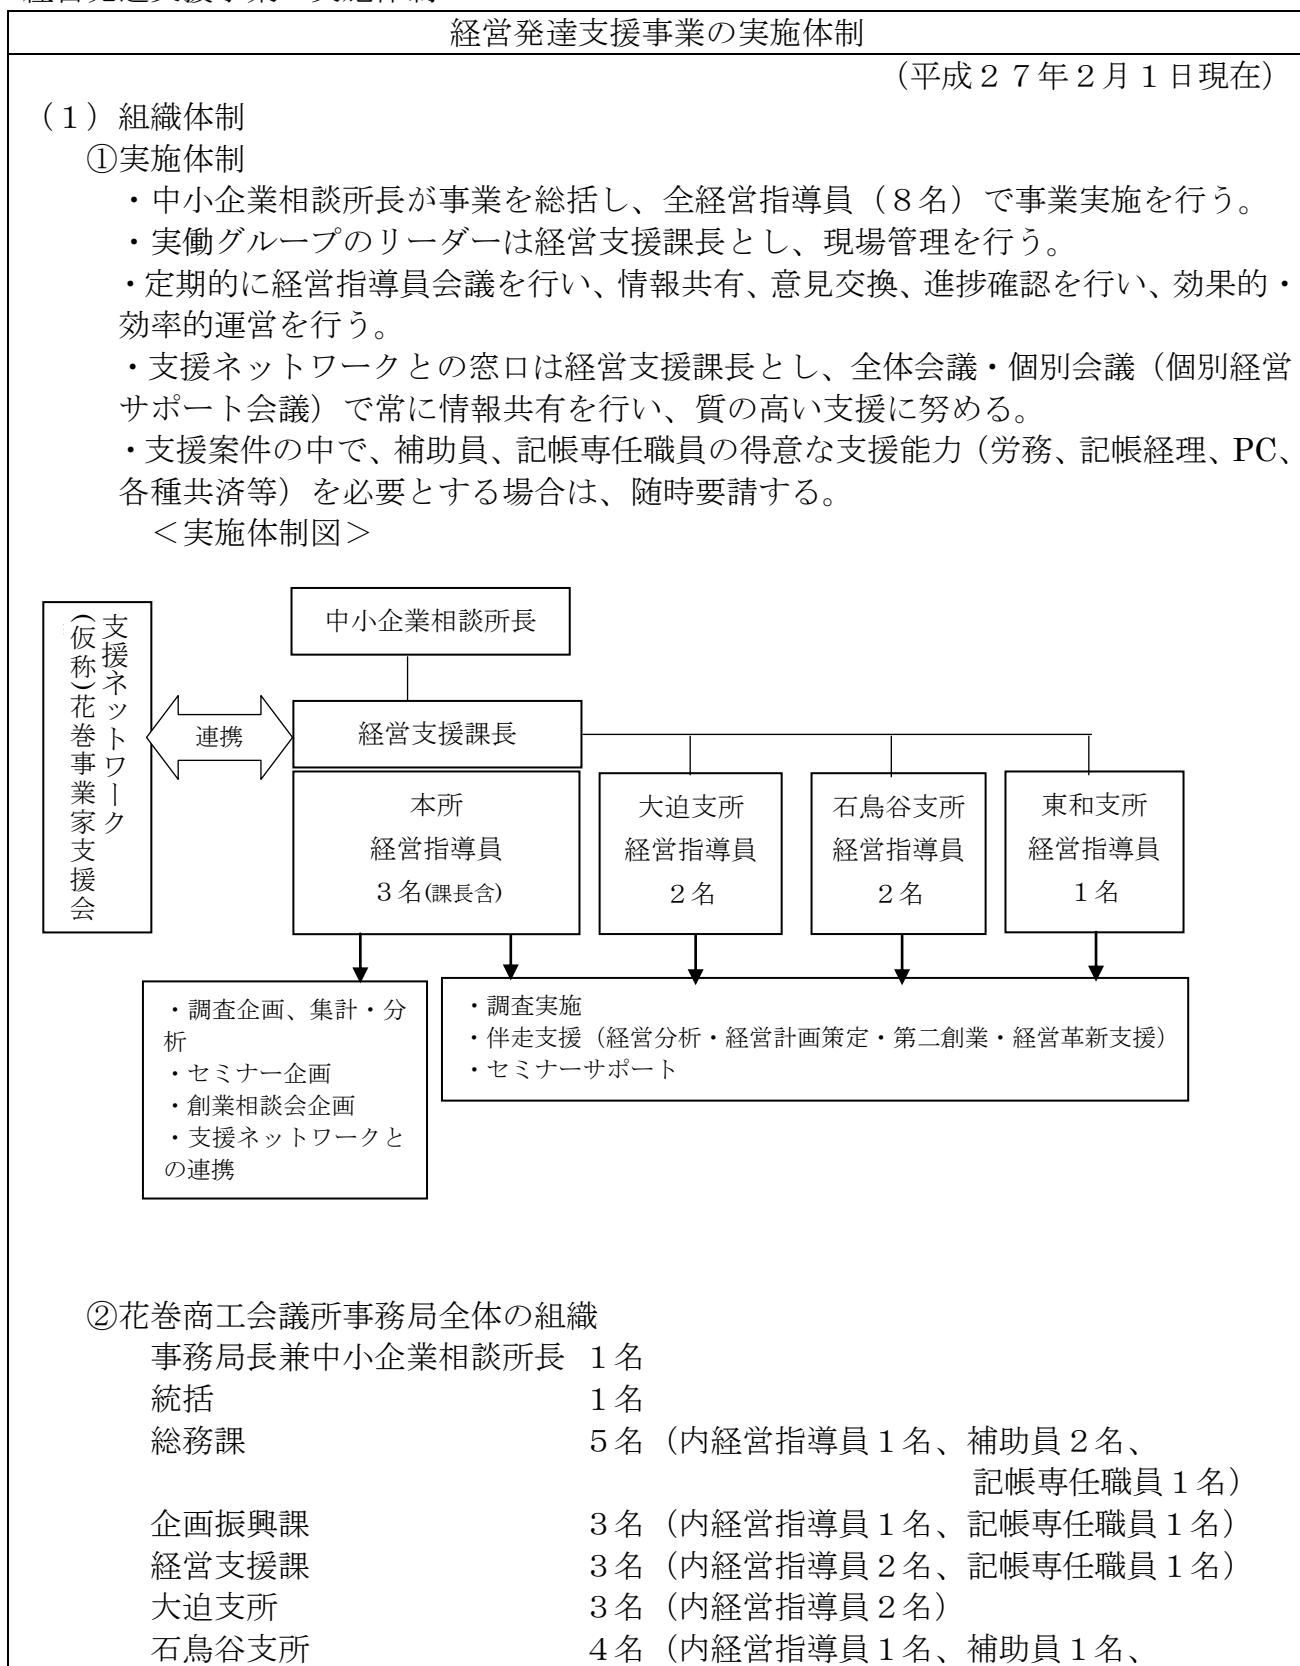 経営発達支援事業の実施体制
(平成２７年２月１日現在)
（１）組織体制
①実施体制
・中小企業相談所長が事業を総括し、全経営指導員（８名）で事業実施を行う。
・実働グループのリーダーは経営支援課長とし、現場管理を行う。
・定期的に経営指導員会議を行い、情報共有、意見交換、進捗確認を行い、効果的・
効率的運営を行う。
・支援ネットワークとの窓口は経営支援課長とし、全体会議・個別会議（個別経営
サポート会議）で常に情報共有を行い、質の高い支援に努める。
・支援案件の中で、補助員、記帳専任職員の得意な支援能力（労務、記帳経理、PC、
各種共済等）を必要とする場合は、随時要請する。
＜実施体制図＞
支援ネットワーク
(仮称)花巻事業家支援会
連携
中小企業相談所長
経営支援課長
本所
経営指導員
３名(課長含)
大迫支所
経営指導員
２名
石鳥谷支所
経営指導員
２名
東和支所
経営指導員
１名
・調査企画、集計・分
析
・セミナー企画
・創業相談会企画
・支援ネットワークと
の連携
・調査実施
・伴走支援（経営分析・経営計画策定・第二創業・経営革新支援）
・セミナーサポート
②花巻商工会議所事務局全体の組織
事務局長兼中小企業相談所長 １名
統括 １名
総務課 ５名（内経営指導員１名、補助員２名、
記帳専任職員１名）
企画振興課 ３名（内経営指導員１名、記帳専任職員１名）
経営支援課 ３名（内経営指導員２名、記帳専任職員１名）
大迫支所 ３名（内経営指導員２名）
石鳥谷支所 ４名（内経営指導員１名、補助員１名、